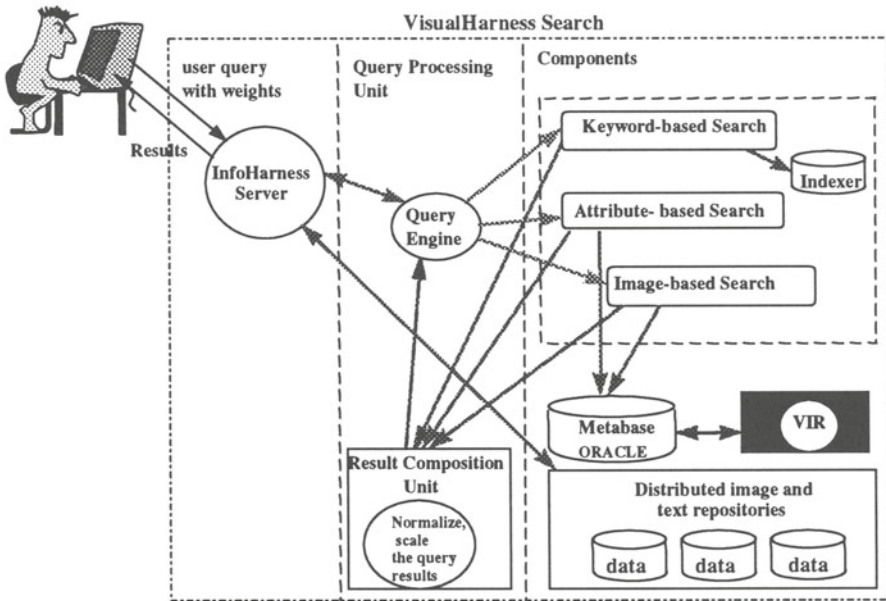 VisualHarness Search
user query
with weights
Query Processing
Unit
Components
Results
InfoHarness
Server
Query
Engine
Keyword-based Search
Indexer
Attribute- based Search
Image-based Search
Metabase
ORACLE
VIR
Result Composition
Unit
Normalize,
scale
the query
results
Distributed image and
text repositories
data
data
data